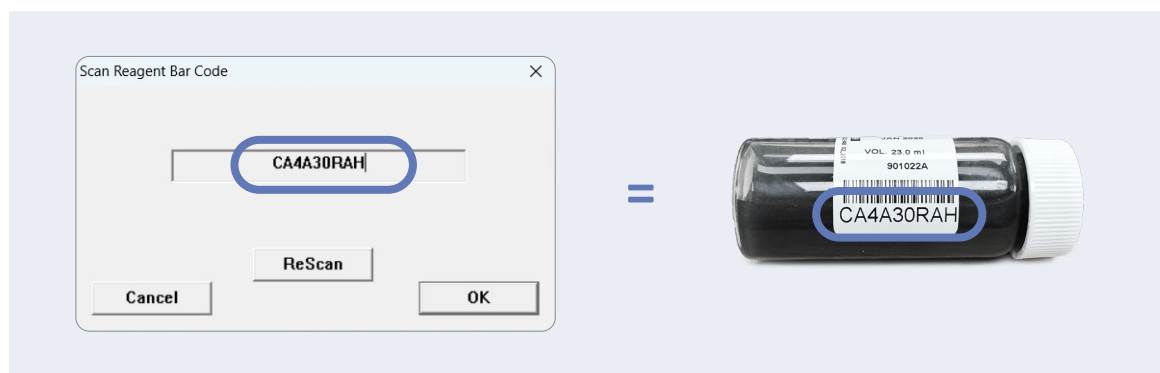 Scan Reagent Bar Code
CA4A30RAH
ReScan
Cancel
OK
=
VOL. 23.0 ml
901022A
CA4A30RAH